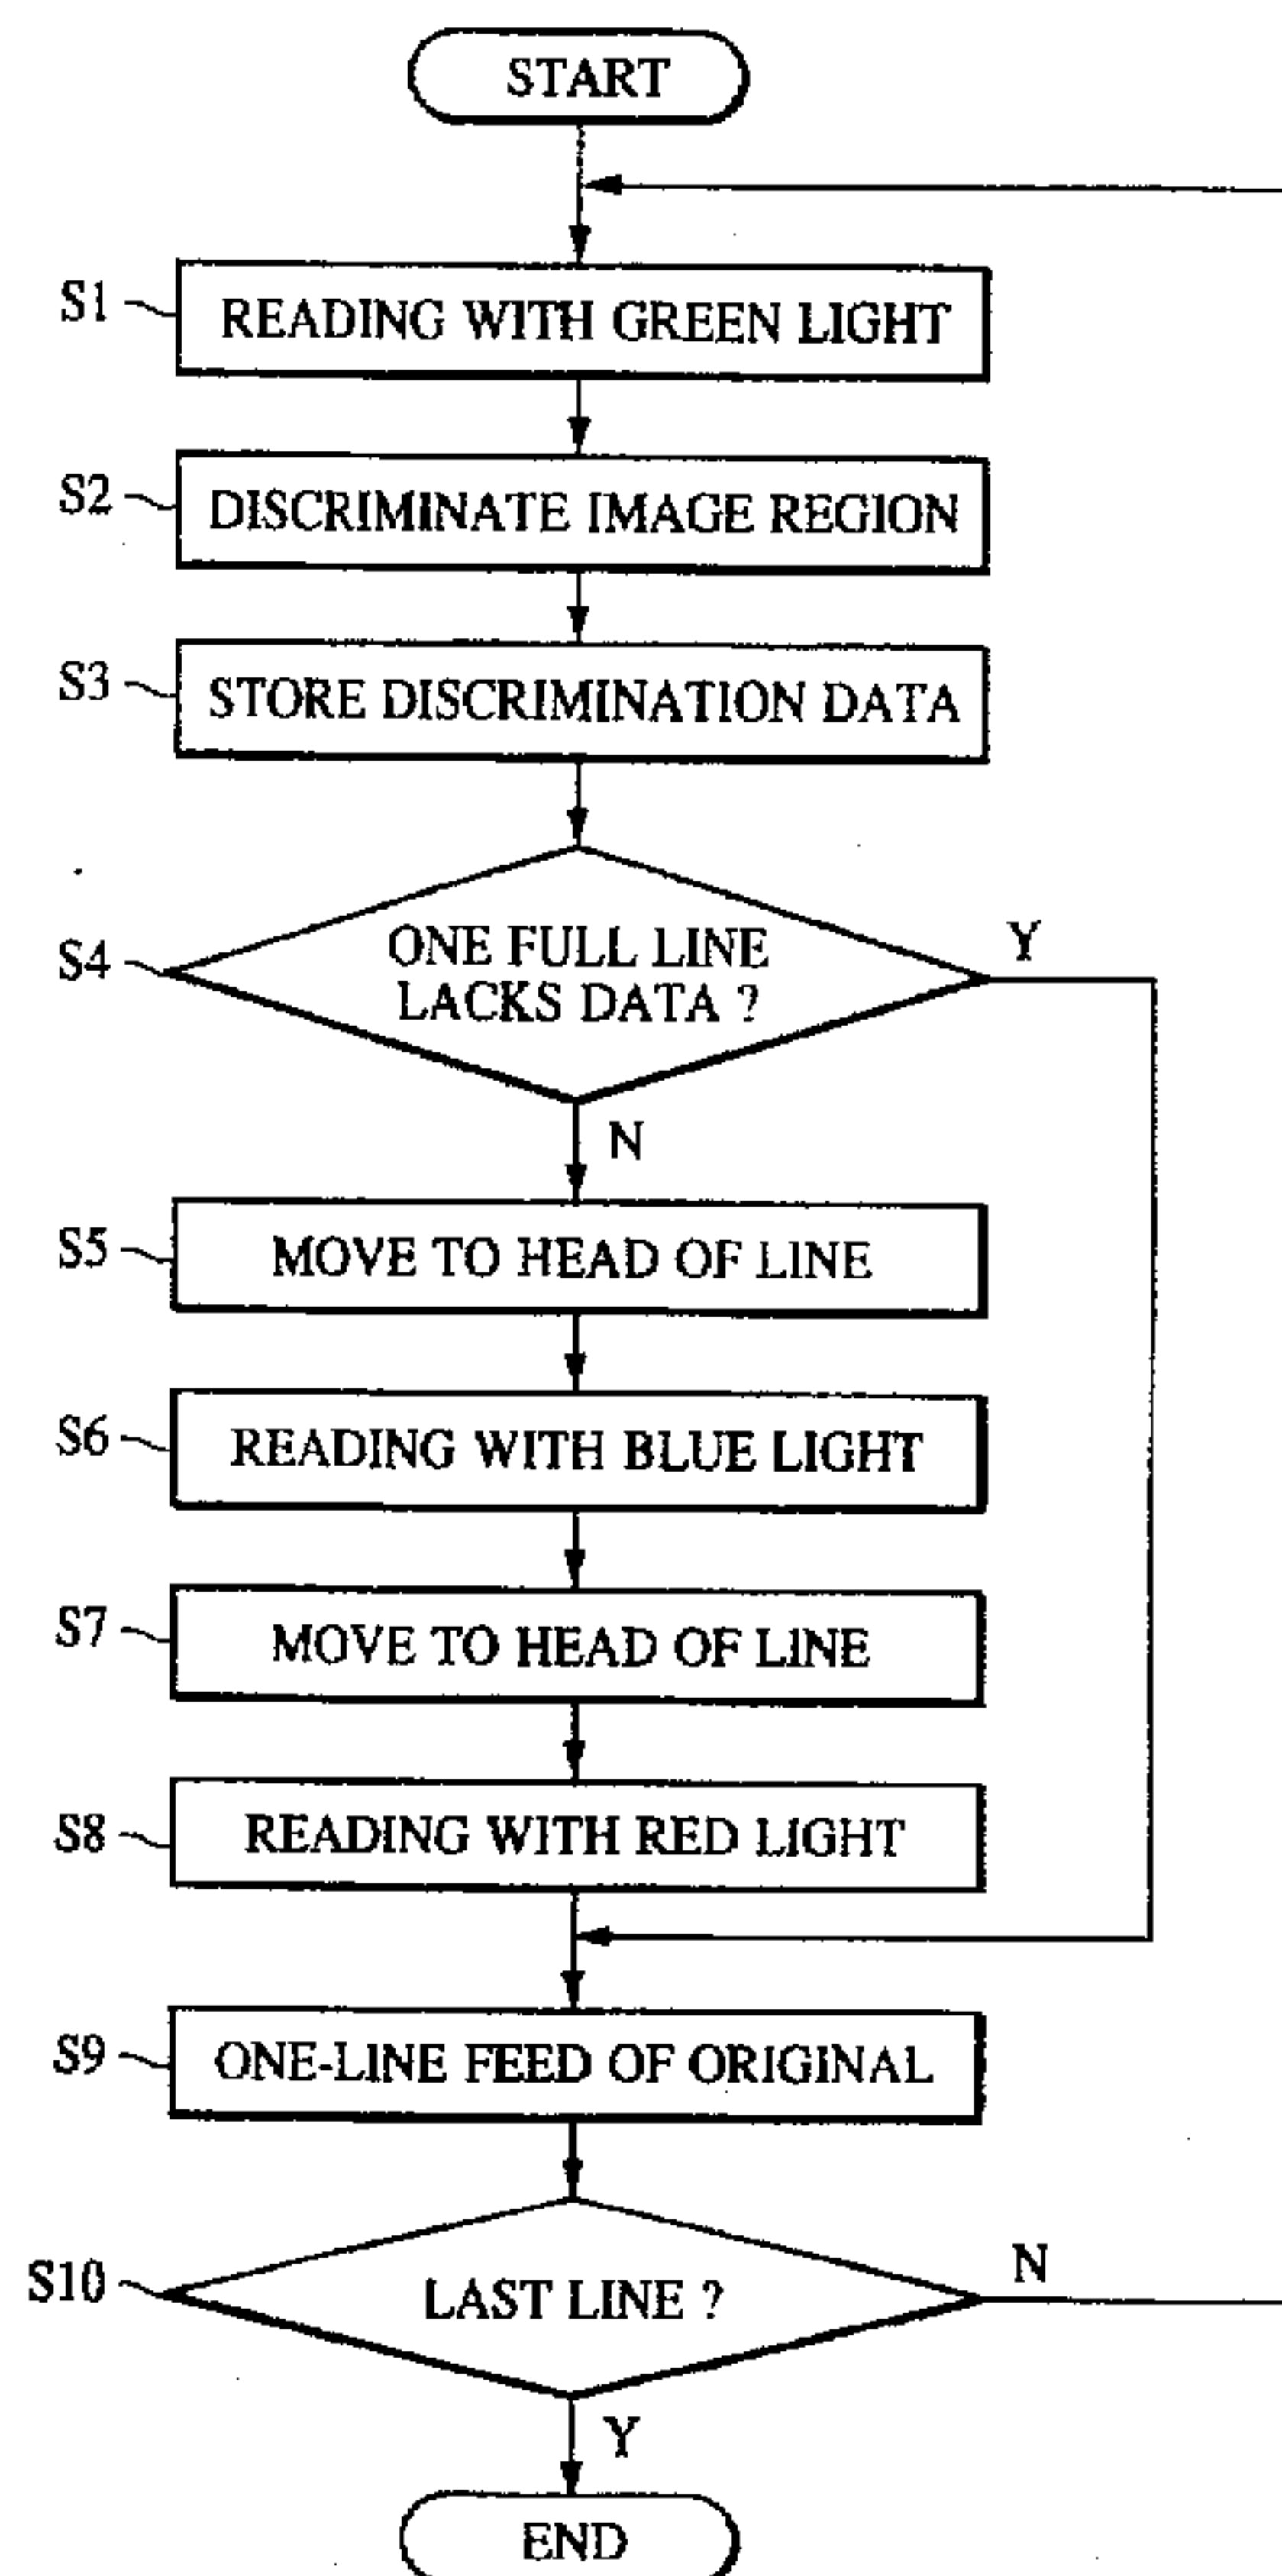 START
S1 READING WITH GREEN LIGHT
S2 DISCRIMINATE IMAGE REGION
S3 STORE DISCRIMINATION DATA
S4 ONE FULL LINE
LACKS DATA ?
Y
N
S5 MOVE TO HEAD OF LINE
S6 READING WITH BLUE LIGHT
S7 MOVE TO HEAD OF LINE
S8 READING WITH RED LIGHT
S9 ONE-LINE FEED OF ORIGINAL
S10 LAST LINE ?
N
Y
END